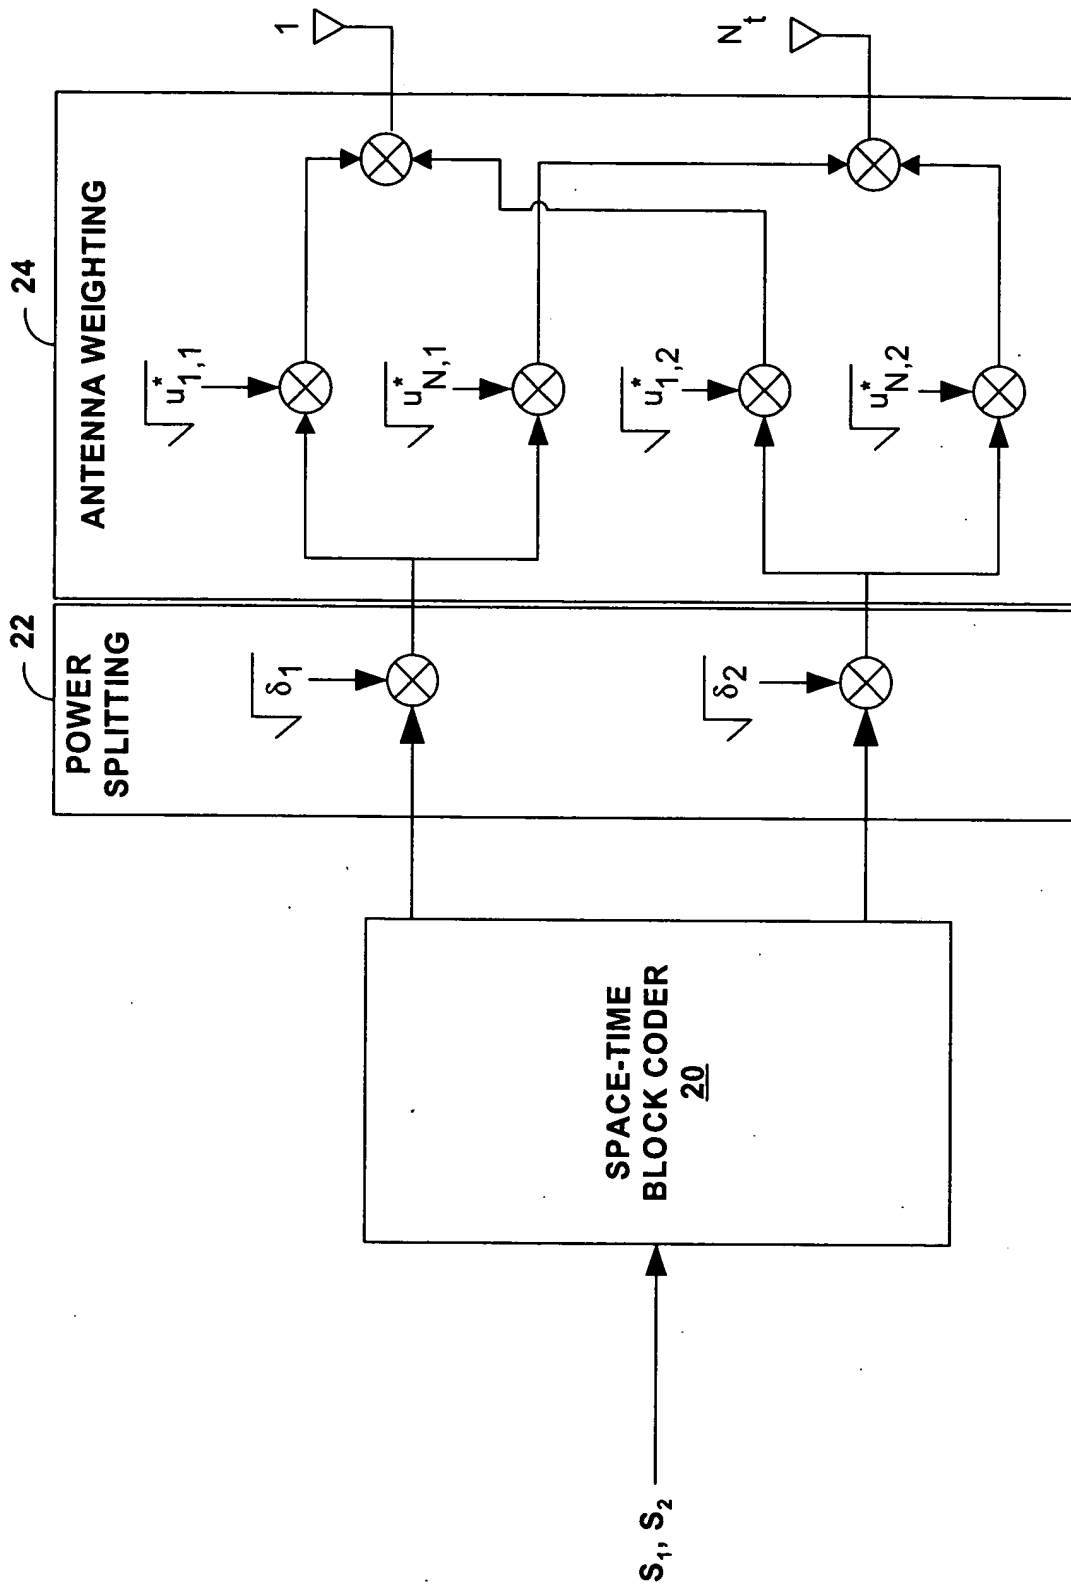 S₁, S₂
SPACE-TIME
BLOCK CODER
20
POWER
SPLITTING
22
√δ₁
√δ₂
ANTENNA WEIGHTING
24
√u*₁,₁
√u*N,1
√u*₁,₂
√u*N,2
1
Nt